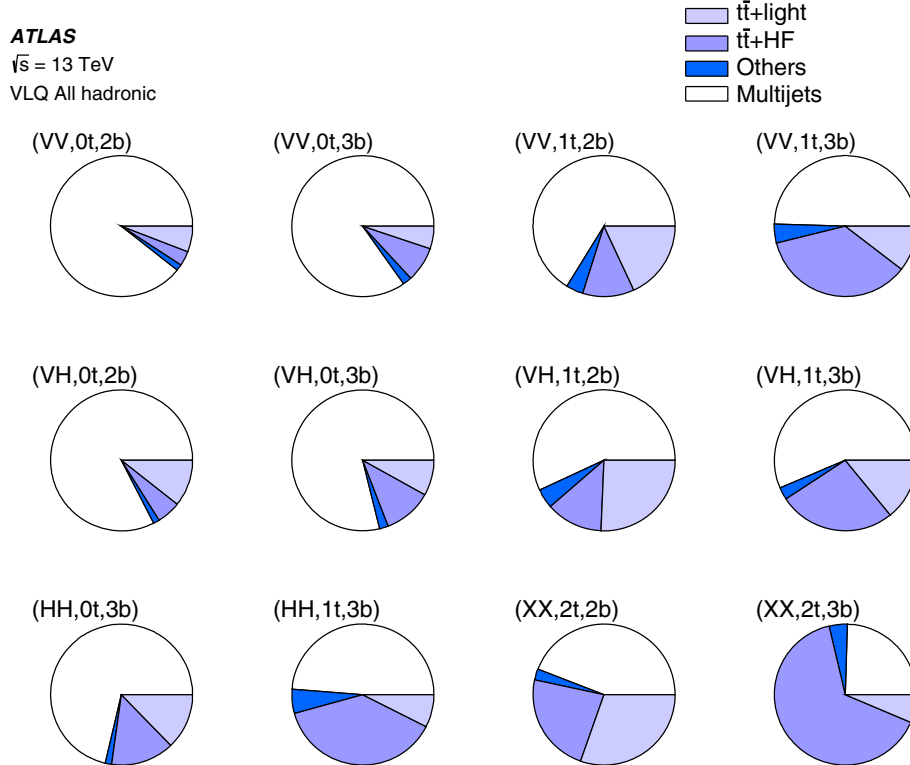 ATLAS
√s = 13 TeV
VLQ All hadronic
tt̄+light
tt̄+HF
Others
Multijets
(VV,0t,2b)
(VV,0t,3b)
(VV,1t,2b)
(VV,1t,3b)
(VH,0t,2b)
(VH,0t,3b)
(VH,1t,2b)
(VH,1t,3b)
(HH,0t,3b)
(HH,1t,3b)
(XX,2t,2b)
(XX,2t,3b)